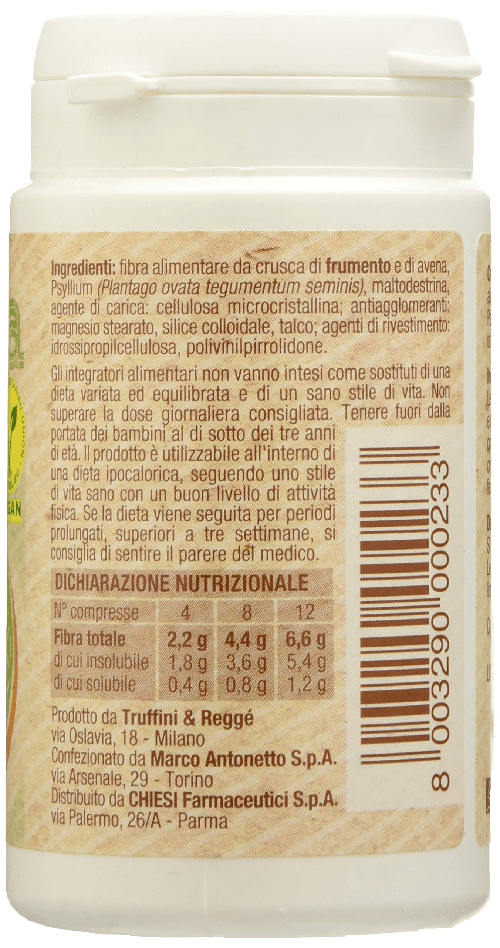 Ingredienti: fibra alimentare da crusca di frumento e di avena,
Psyllium (Plantago ovata tegumentum seminis), maltodestrina,
agente di carica: cellulosa microcristallina; antiagglomeranti:
magnesio stearato, silice colloidale, talco; agenti di rivestimento:
idrossipropilcellulosa, polivinilpirrolidone.
Gli integratori alimentari non vanno intesi come sostituti di una
dieta variata ed equilibrata e di un sano stile di vita. Non
superare la dose giornaliera consigliata. Tenere fuori dalla
portata dei bambini al di sotto dei tre anni
di età. Il prodotto è utilizzabile all'interno di
una dieta ipocalorica, seguendo uno stile
di vita sano con un buon livello di attività
fisica. Se la dieta viene seguita per periodi
prolungati, superiori a tre settimane, si
consiglia di sentire il parere del medico.
DICHIARAZIONE NUTRIZIONALE
N° compresse 4 8 12
Fibra totale 2,2 g 4,4 g 6,6 g
di cui insolubile 1,8 g 3,6 g 5,4 g
di cui solubile 0,4 g 0,8 g 1,2 g
Prodotto da Truffini & Reggé
via Oslavia, 18 - Milano
Confezionato da Marco Antonetto S.p.A.
via Arsenale, 29 - Torino
Distribuito da CHIESI Farmaceutici S.p.A.
via Palermo, 26/A - Parma
8 003290 000233